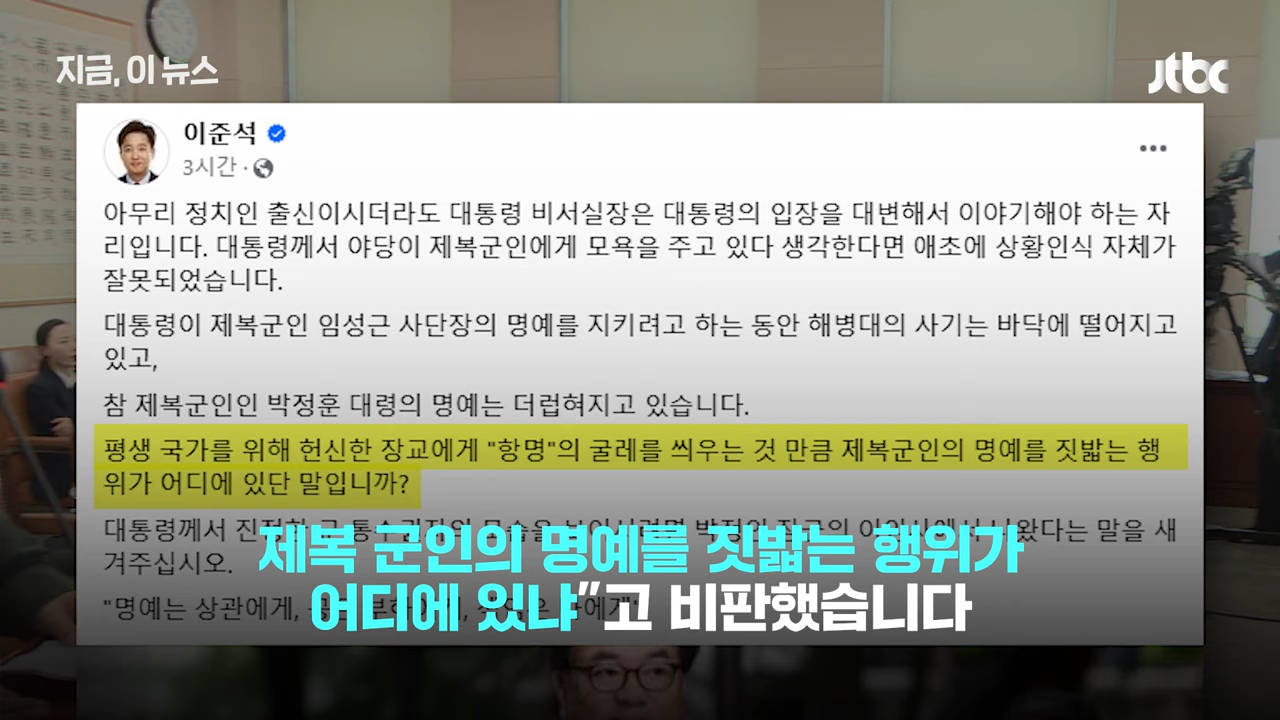 지금, 이 뉴스
jtbc
이준석
3시간 ·
아무리 정치인 출신이시더라도 대통령 비서실장은 대통령의 입장을 대변해서 이야기해야 하는 자
리입니다. 대통령께서 야당이 제복군인에게 모욕을 주고 있다 생각한다면 애초에 상황인식 자체가
잘못되었습니다.
대통령이 제복군인 임성근 사단장의 명예를 지키려고 하는 동안 해병대의 사기는 바닥에 떨어지고
있고,
참 제복군인인 박정훈 대령의 명예는 더럽혀지고 있습니다.
평생 국가를 위해 헌신한 장교에게 "항명"의 굴레를 씌우는 것 만큼 제복군인의 명예를 짓밟는 행
위가 어디에 있단 말입니까?
대통령께서 말을 새
겨주십시오.
"명예는 상관에게,
제복 군인의 명예를 짓밟는 행위가
어디에 있냐"고 비판했습니다